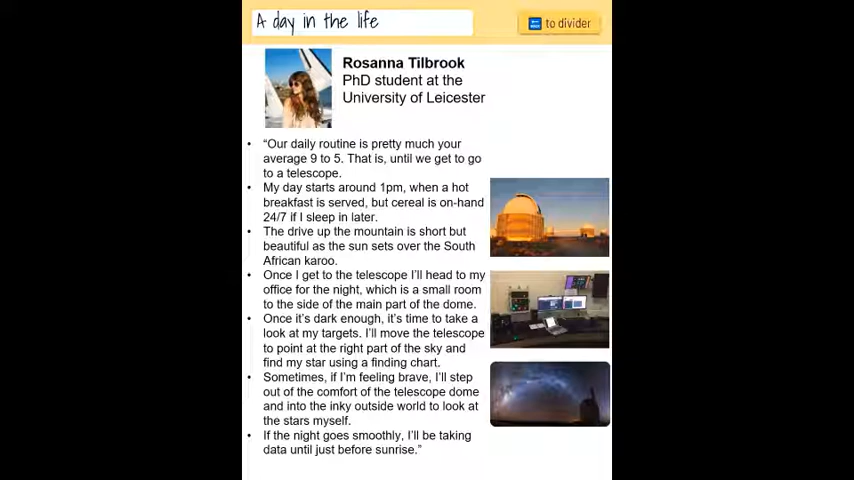 A day in the life
to divider
Rosanna Tilbrook
PhD student at the
University of Leicester
• “Our daily routine is pretty much your
average 9 to 5. That is, until we get to go
to a telescope.
• My day starts around 1pm, when a hot
breakfast is served, but cereal is on-hand
24/7 if I sleep in later.
• The drive up the mountain is short but
beautiful as the sun sets over the South
African karoo.
• Once I get to the telescope I’ll head to my
office for the night, which is a small room
to the side of the main part of the dome.
• Once it’s dark enough, it’s time to take a
look at my targets. I’ll move the telescope
to point at the right part of the sky and
find my star using a finding chart.
• Sometimes, if I’m feeling brave, I’ll step
out of the comfort of the telescope dome
and into the inky outside world to look at
the stars myself.
• If the night goes smoothly, I’ll be taking
data until just before sunrise.”